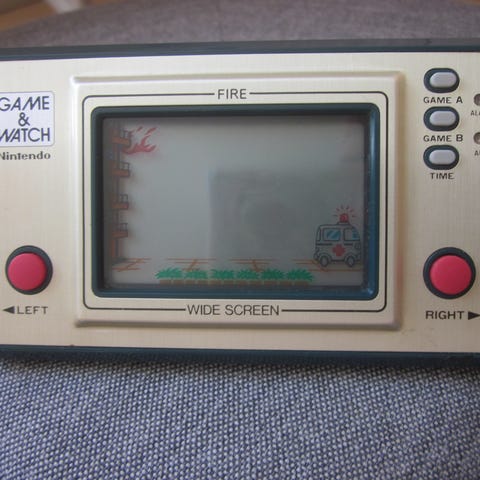 GAME
&
WATCH
Nintendo
FIRE
GAME A
GAME B
TIME
◄LEFT
WIDE SCREEN
RIGHT►